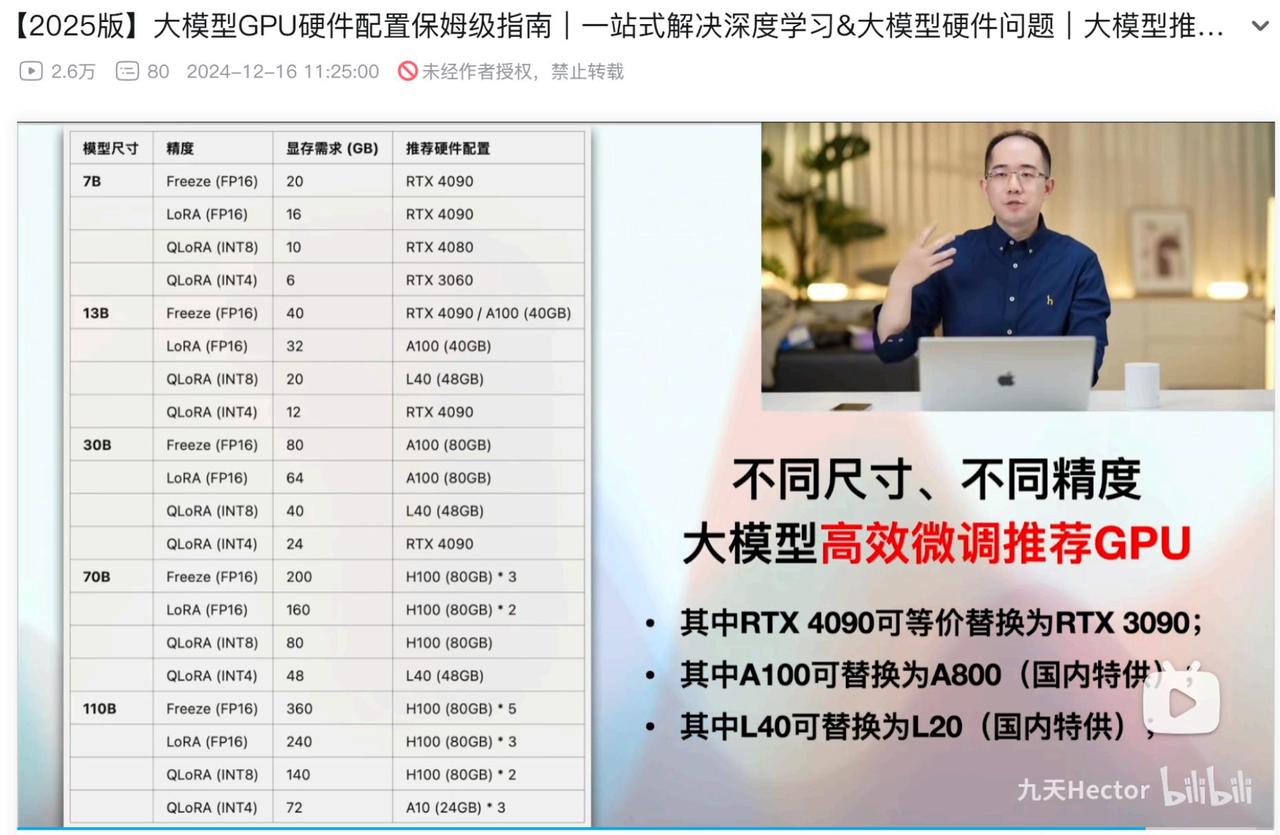 【2025版】大模型GPU硬件配置保姆级指南｜一站式解决深度学习&大模型硬件问题｜大模型推...
2.6万 80 2024-12-16 11:25:00 未经作者授权，禁止转载
模型尺寸 精度 显存需求 (GB) 推荐硬件配置
7B Freeze (FP16) 20 RTX 4090
LoRA (FP16) 16 RTX 4090
QLoRA (INT8) 10 RTX 4080
QLoRA (INT4) 6 RTX 3060
13B Freeze (FP16) 40 RTX 4090 / A100 (40GB)
LoRA (FP16) 32 A100 (40GB)
QLoRA (INT8) 20 L40 (48GB)
QLoRA (INT4) 12 RTX 4090
30B Freeze (FP16) 80 A100 (80GB)
LoRA (FP16) 64 A100 (80GB)
QLoRA (INT8) 40 L40 (48GB)
QLoRA (INT4) 24 RTX 4090
70B Freeze (FP16) 200 H100 (80GB) * 3
LoRA (FP16) 160 H100 (80GB) * 2
QLoRA (INT8) 80 H100 (80GB)
QLoRA (INT4) 48 L40 (48GB)
110B Freeze (FP16) 360 H100 (80GB) * 5
LoRA (FP16) 240 H100 (80GB) * 3
QLoRA (INT8) 140 H100 (80GB) * 2
QLoRA (INT4) 72 A10 (24GB) * 3
不同尺寸、不同精度
大模型高效微调推荐GPU
• 其中RTX 4090可等价替换为RTX 3090；
• 其中A100可替换为A800（国内特供）；
• 其中L40可替换为L20（国内特供）；
九天Hector bilibili